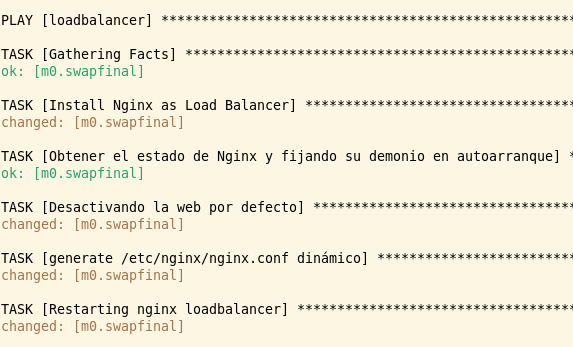 PLAY [loadbalancer] ****************************************************
TASK [Gathering Facts] *************************************************
ok: [m0.swapfinal]
TASK [Install Nginx as Load Balancer] **********************************
changed: [m0.swapfinal]
TASK [Obtener el estado de Nginx y fijando su demonio en autoarranque] *
ok: [m0.swapfinal]
TASK [Desactivando la web por defecto] *********************************
changed: [m0.swapfinal]
TASK [generate /etc/nginx/nginx.conf dinámico] *************************
changed: [m0.swapfinal]
TASK [Restarting nginx loadbalancer] ***********************************
changed: [m0.swapfinal]